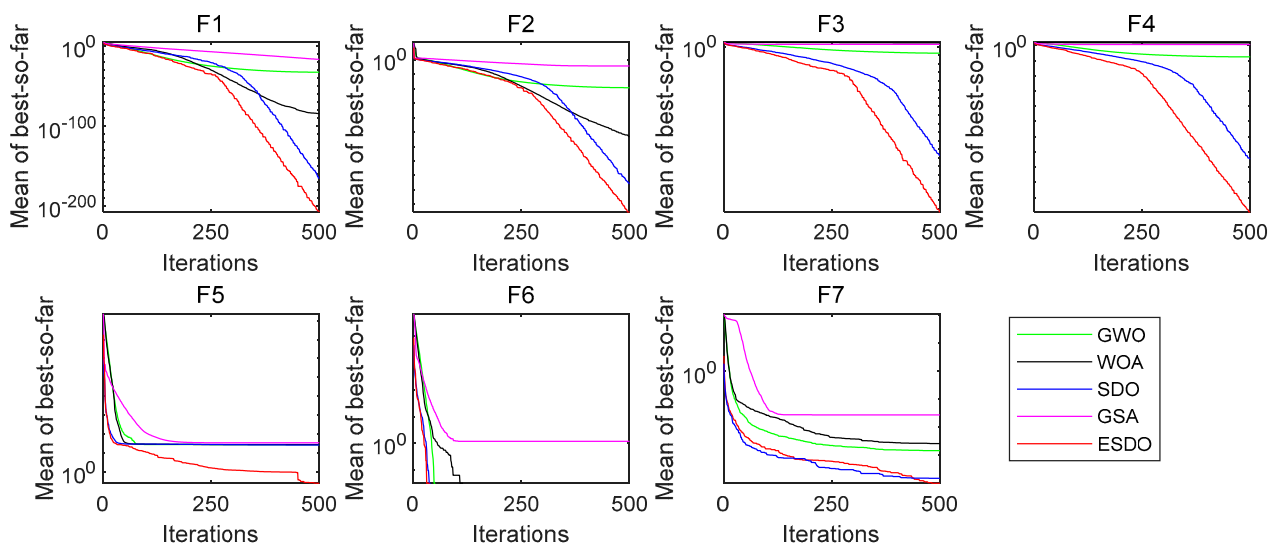 F1
F2
F3
F4
Mean of best-so-far
10^0
10^-100
10^-200
0
250
500
Iterations
Mean of best-so-far
10^0
0
250
500
Iterations
Mean of best-so-far
10^0
0
250
500
Iterations
Mean of best-so-far
10^0
0
250
500
Iterations
F5
F6
F7
Mean of best-so-far
10^0
0
250
500
Iterations
Mean of best-so-far
10^0
0
250
500
Iterations
Mean of best-so-far
10^0
0
250
500
Iterations
GWO
WOA
SDO
GSA
ESDO